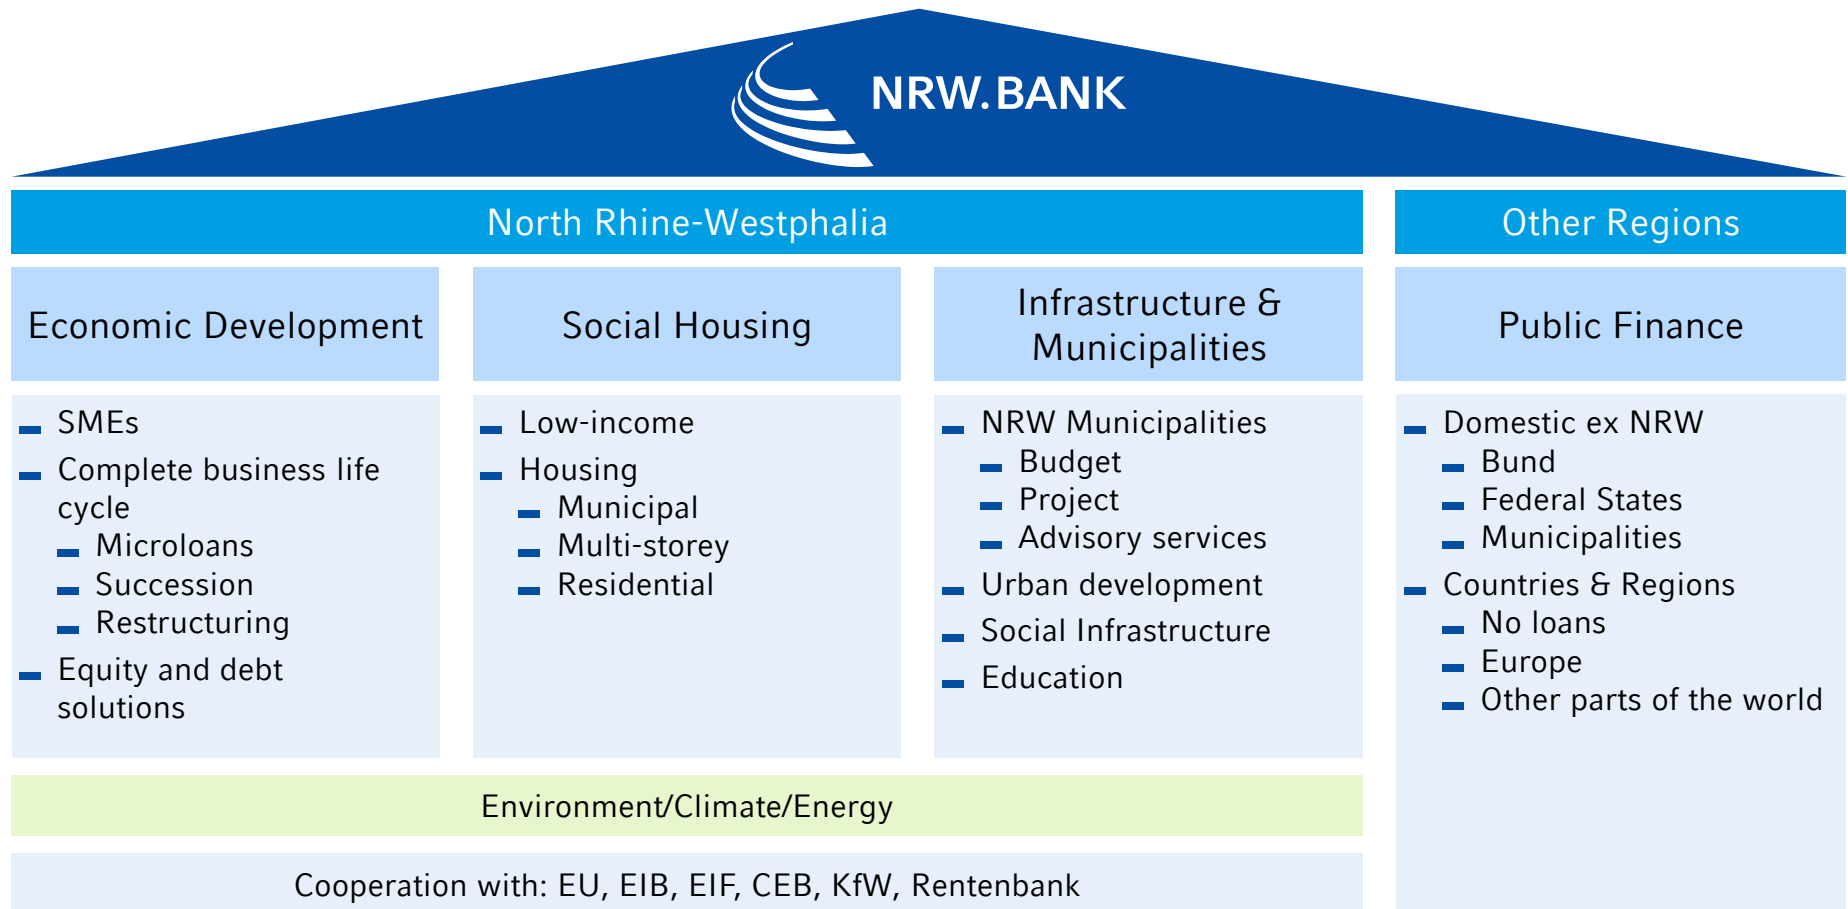 NRW.BANK
North Rhine-Westphalia
Other Regions
Economic Development
Social Housing
Infrastructure &
Municipalities
Public Finance
SMEs
Complete business life
cycle
Microloans
Succession
Restructuring
Equity and debt
solutions
Low-income
Housing
Municipal
Multi-storey
Residential
NRW Municipalities
Budget
Project
Advisory services
Urban development
Social Infrastructure
Education
Domestic ex NRW
Bund
Federal States
Municipalities
Countries & Regions
No loans
Europe
Other parts of the world
Environment/Climate/Energy
Cooperation with: EU, EIB, EIF, CEB, KfW, Rentenbank